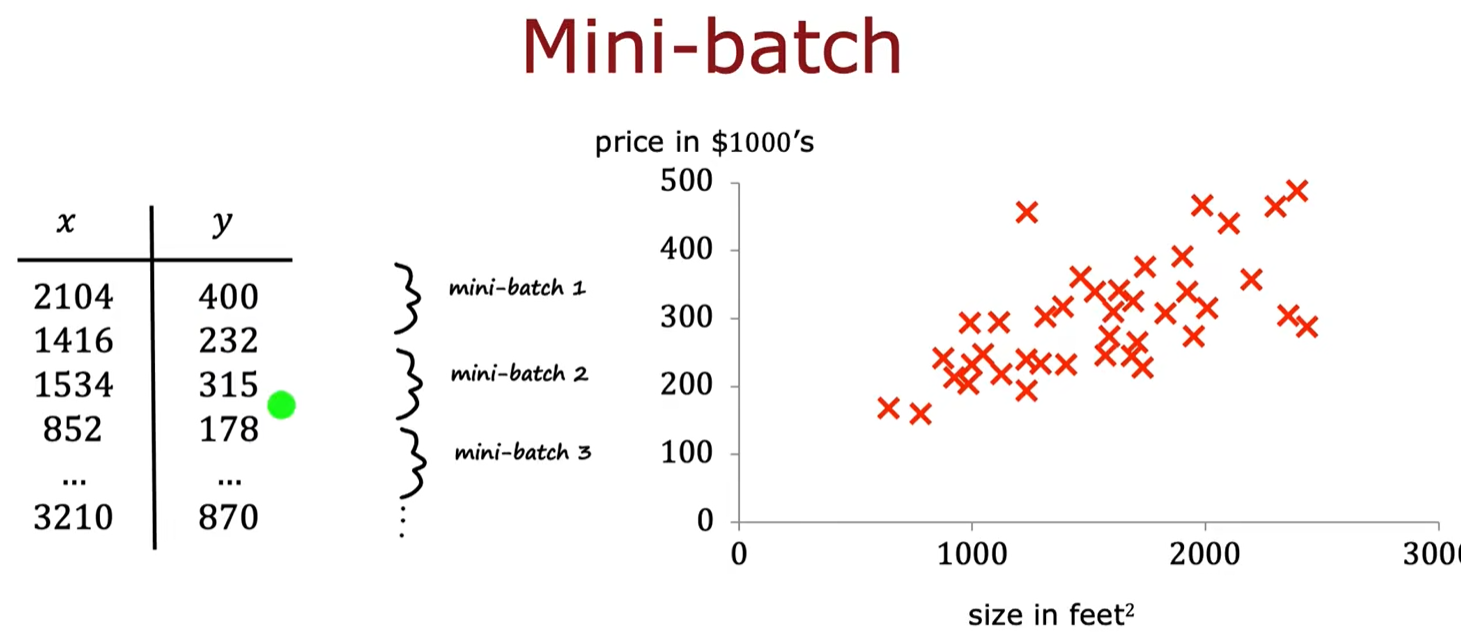 Mini-batch
x y
2104 400
1416 232
1534 315
852 178
... ...
3210 870
mini-batch 1
mini-batch 2
mini-batch 3
price in $1000's
500
400
300
200
100
0
0 1000 2000 3000
size in feet²